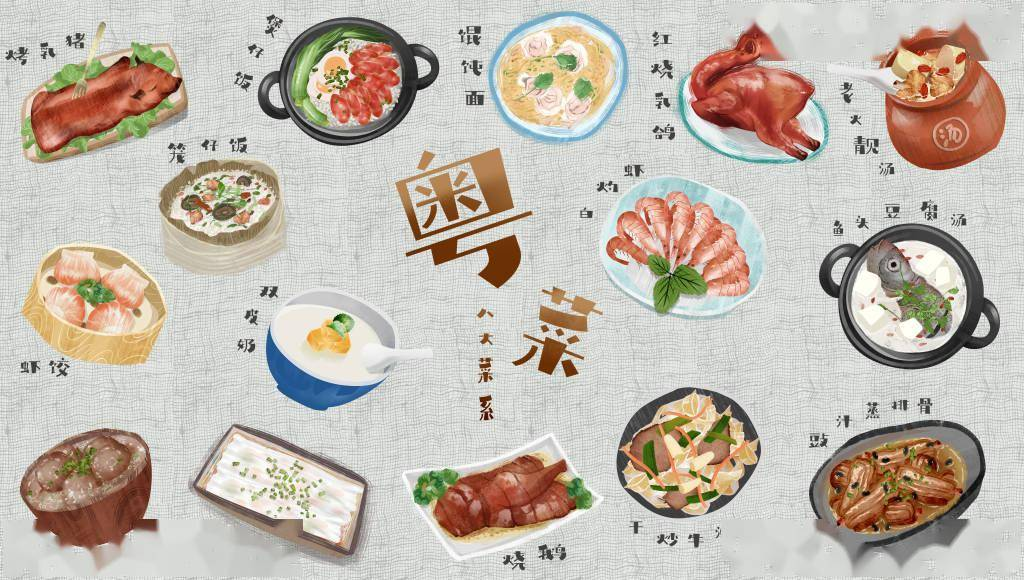 烤乳猪
煲仔饭
馄饨面
红烧乳鸽
老火靓汤
汤
笼仔饭
粤菜
八大菜系
白灼虾
鱼头豆腐汤
虾饺
双皮奶
豉汁蒸排骨
干炒牛
烧鹅